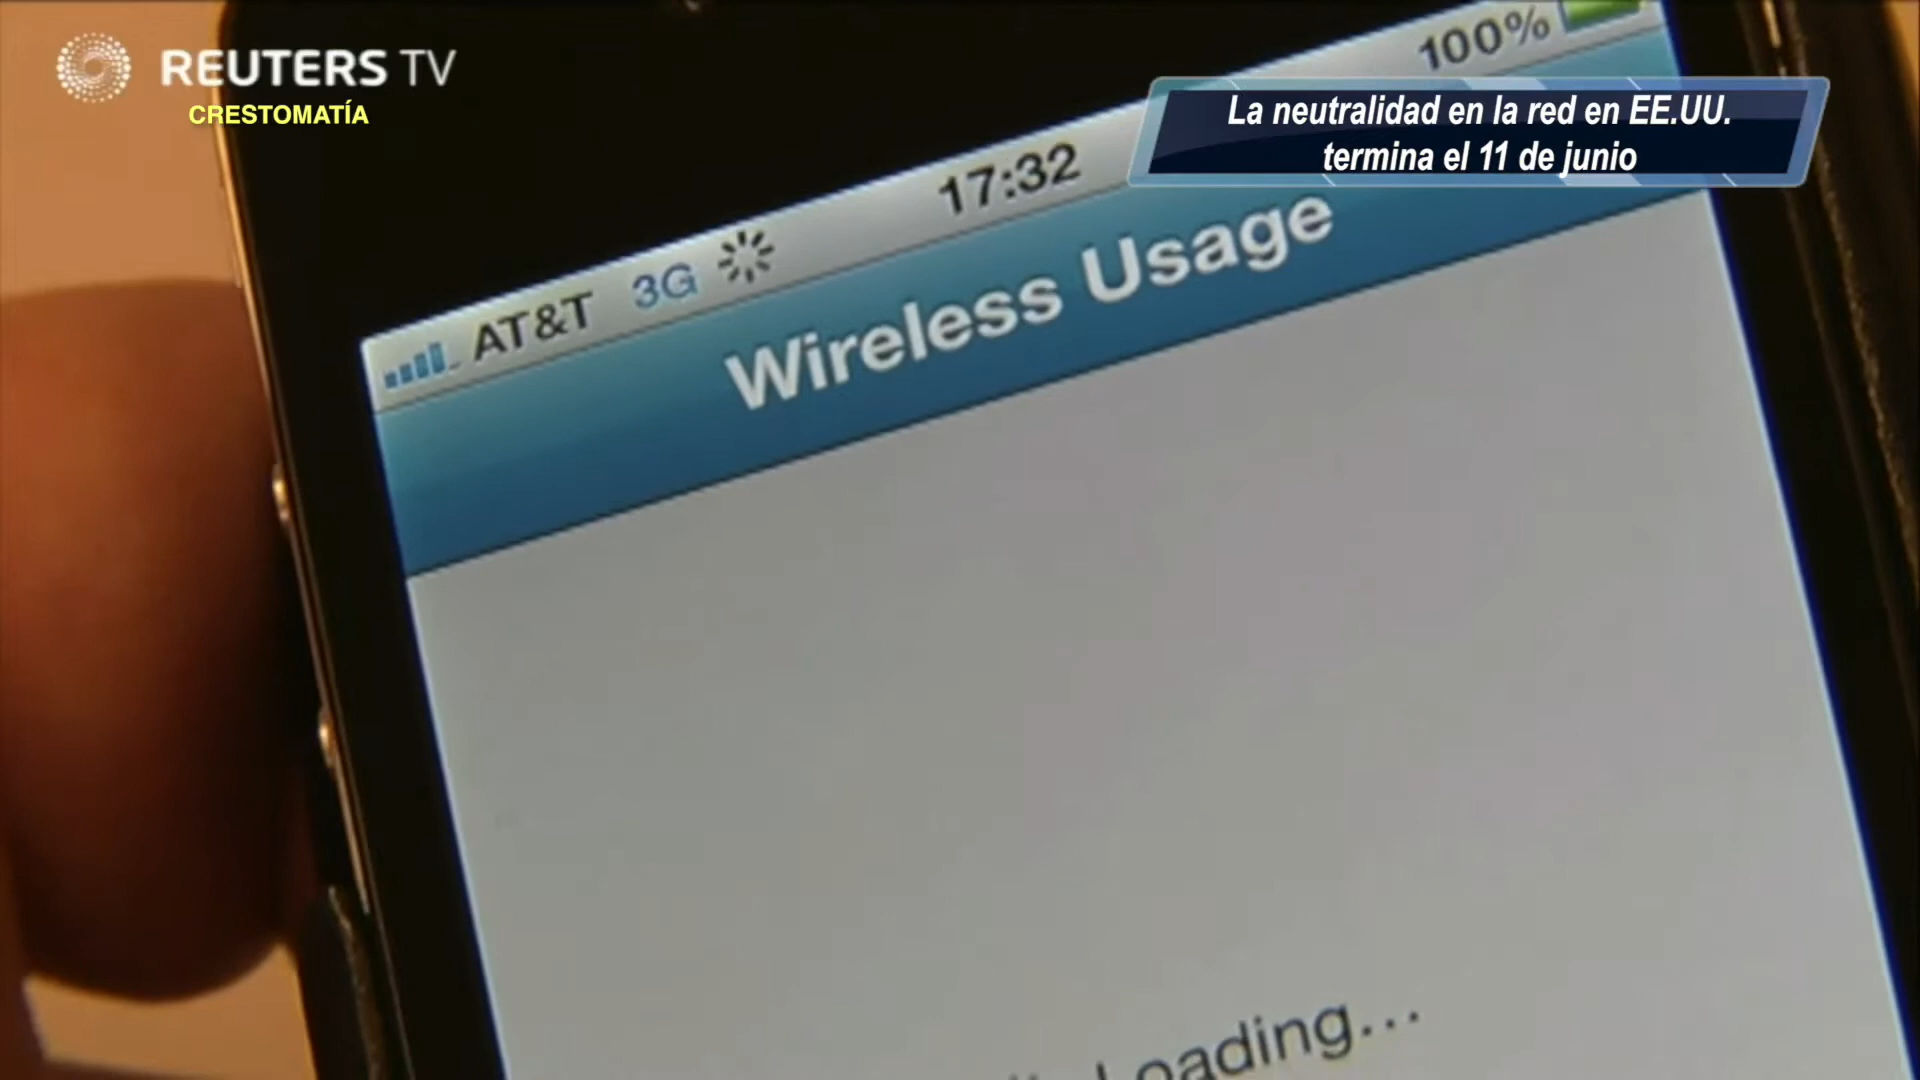 REUTERS TV
CRESTOMATÍA
La neutralidad en la red en EE.UU.
termina el 11 de junio
100%
AT&T 3G 17:32
Wireless Usage
Loading...